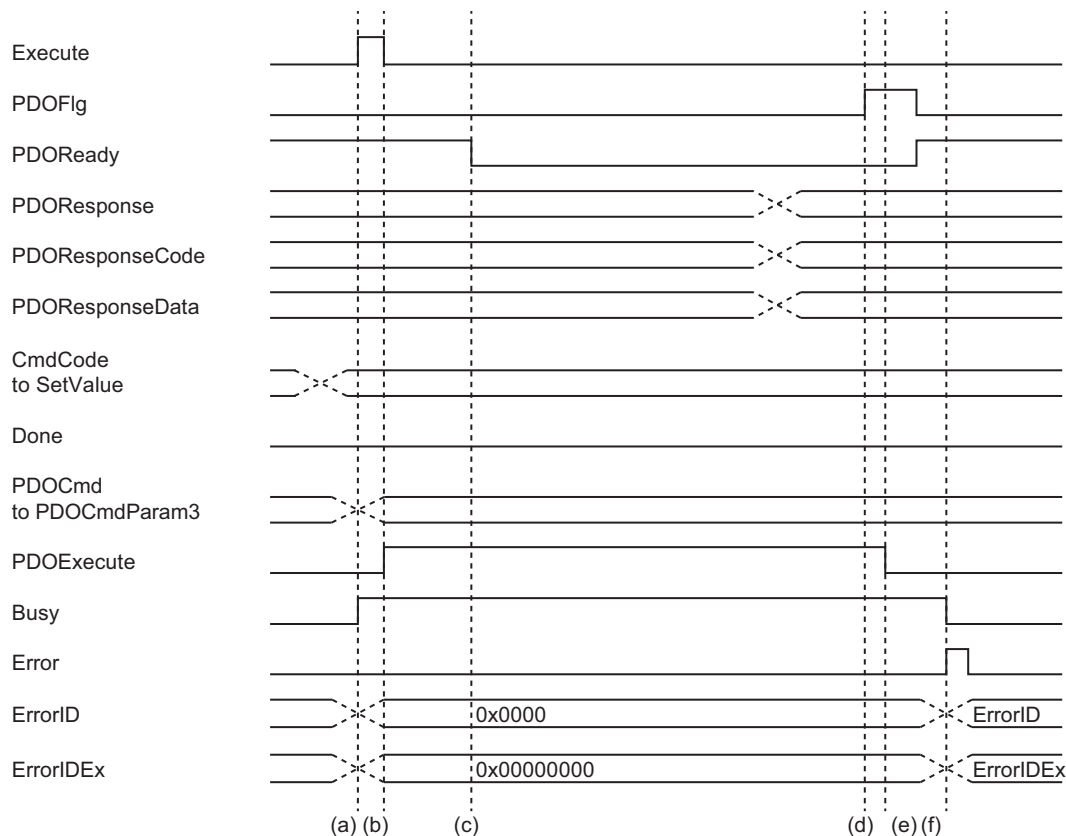 Execute
PDOFlg
PDOReady
PDOResponse
PDOResponseCode
PDOResponseData
CmdCode
to SetValue
Done
PDOCmd
to PDOCmdParam3
PDOExecute
Busy
Error
ErrorID 0x0000 ErrorID
ErrorIDEx 0x00000000 ErrorIDEx
(a) (b) (c) (d) (e) (f)